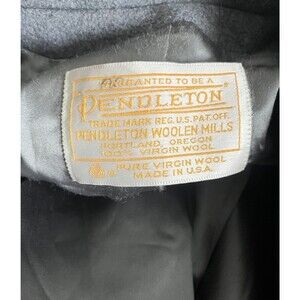 WARRANTED TO BE A
PENDLETON
TRADE MARK REG. U.S. PAT. OFF.
PENDLETON WOOLEN MILLS
PORTLAND, OREGON
100% VIRGIN WOOL
PURE VIRGIN WOOL
MADE IN U.S.A.